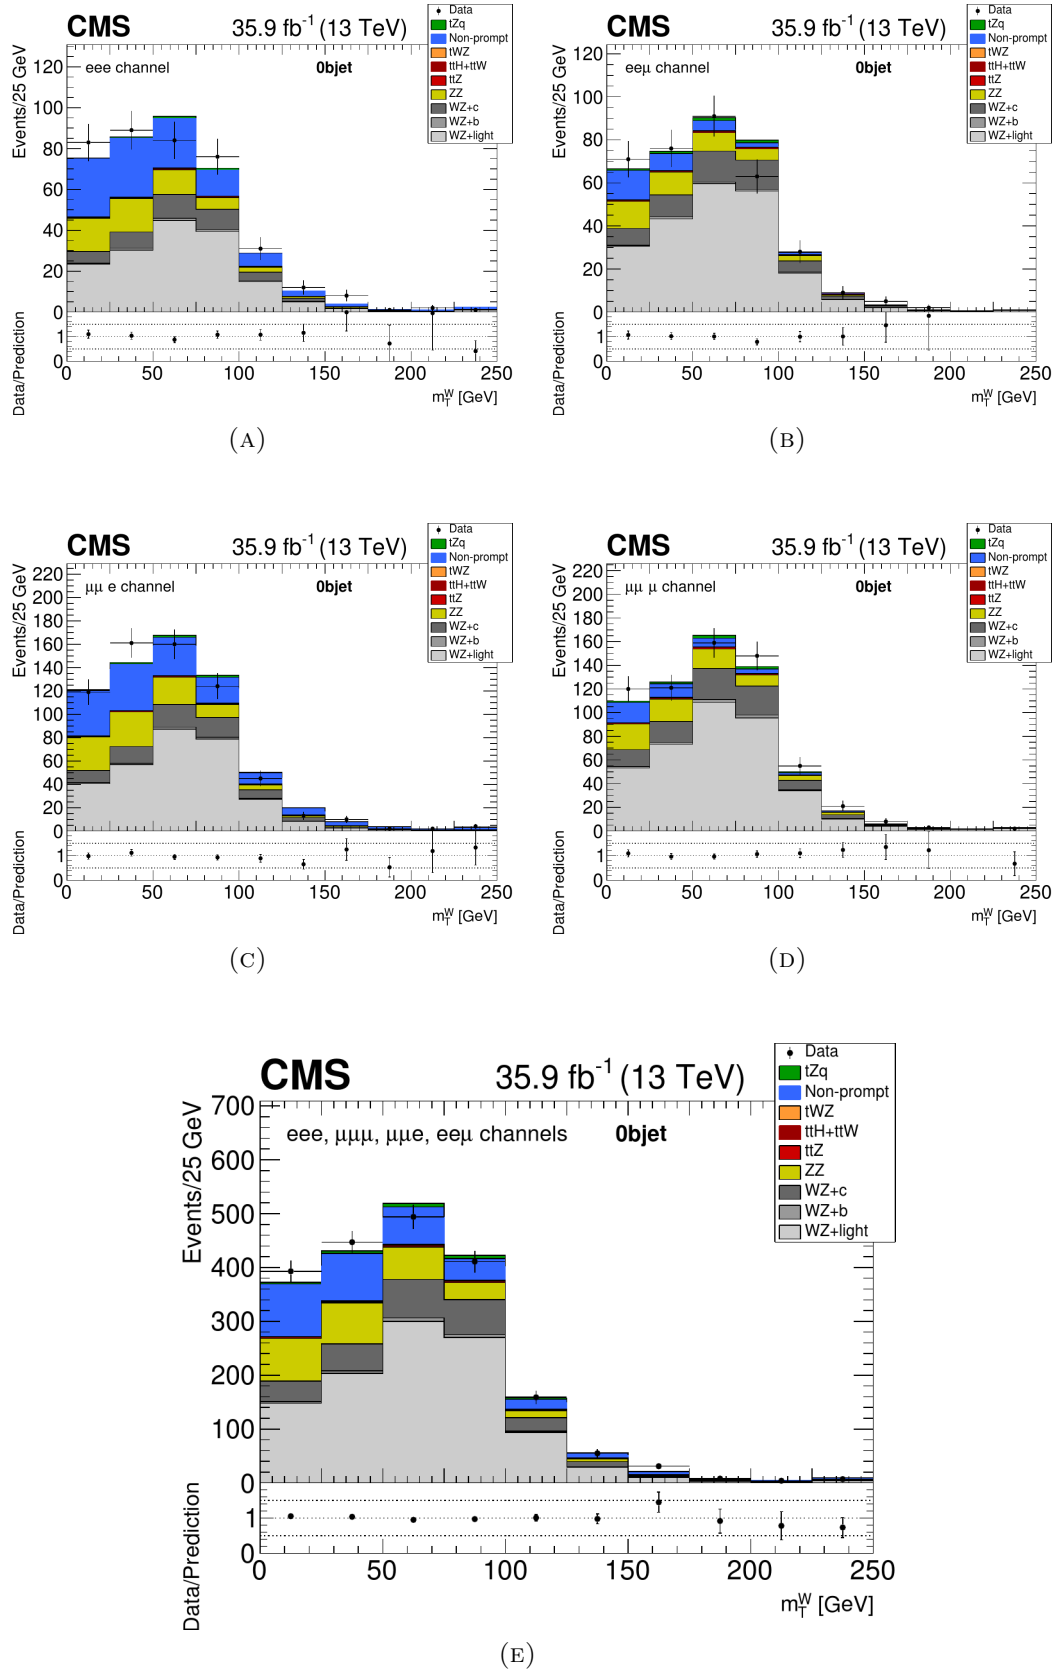 CMS 35.9 fb⁻¹ (13 TeV)
Data
tZq
Non-prompt
tWZ
ttH+ttW
ttZ
ZZ
WZ+c
WZ+b
WZ+light
eee channel 0bjet
Events/25 GeV
120
100
80
60
40
20
0
Data/Prediction
1
0
0 50 100 150 200 250
m_T^W [GeV]
(A)
CMS 35.9 fb⁻¹ (13 TeV)
Data
tZq
Non-prompt
tWZ
ttH+ttW
ttZ
ZZ
WZ+c
WZ+b
WZ+light
eeμ channel 0bjet
Events/25 GeV
120
100
80
60
40
20
0
Data/Prediction
1
0
0 50 100 150 200 250
m_T^W [GeV]
(B)
CMS 35.9 fb⁻¹ (13 TeV)
Data
tZq
Non-prompt
tWZ
ttH+ttW
ttZ
ZZ
WZ+c
WZ+b
WZ+light
μμ e channel 0bjet
Events/25 GeV
220
200
180
160
140
120
100
80
60
40
20
0
Data/Prediction
1
0
0 50 100 150 200 250
m_T^W [GeV]
(C)
CMS 35.9 fb⁻¹ (13 TeV)
Data
tZq
Non-prompt
tWZ
ttH+ttW
ttZ
ZZ
WZ+c
WZ+b
WZ+light
μμ μ channel 0bjet
Events/25 GeV
220
200
180
160
140
120
100
80
60
40
20
0
Data/Prediction
1
0
0 50 100 150 200 250
m_T^W [GeV]
(D)
CMS 35.9 fb⁻¹ (13 TeV)
Data
tZq
Non-prompt
tWZ
ttH+ttW
ttZ
ZZ
WZ+c
WZ+b
WZ+light
eee, μμμ, μμe, eeμ channels 0bjet
Events/25 GeV
700
600
500
400
300
200
100
0
Data/Prediction
1
0
0 50 100 150 200 250
m_T^W [GeV]
(E)